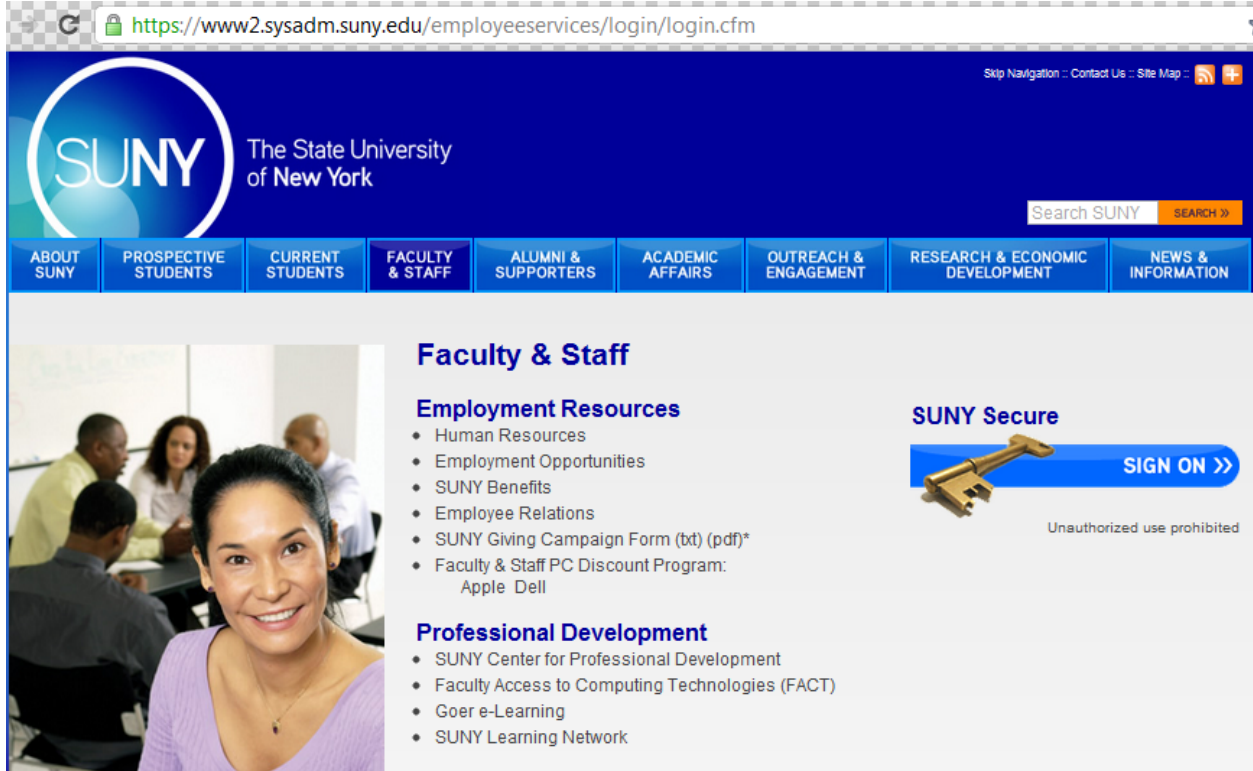 https://www2.sysadm.suny.edu/employeeservices/login/login.cfm
Skip Navigation :: Contact Us :: Site Map ::
SUNY
The State University
of New York
Search SUNY
SEARCH »
ABOUT SUNY
PROSPECTIVE STUDENTS
CURRENT STUDENTS
FACULTY & STAFF
ALUMNI & SUPPORTERS
ACADEMIC AFFAIRS
OUTREACH & ENGAGEMENT
RESEARCH & ECONOMIC DEVELOPMENT
NEWS & INFORMATION
Faculty & Staff
Employment Resources
• Human Resources
• Employment Opportunities
• SUNY Benefits
• Employee Relations
• SUNY Giving Campaign Form (txt) (pdf)*
• Faculty & Staff PC Discount Program:
Apple Dell
Professional Development
• SUNY Center for Professional Development
• Faculty Access to Computing Technologies (FACT)
• Goer e-Learning
• SUNY Learning Network
SUNY Secure
SIGN ON »
Unauthorized use prohibited